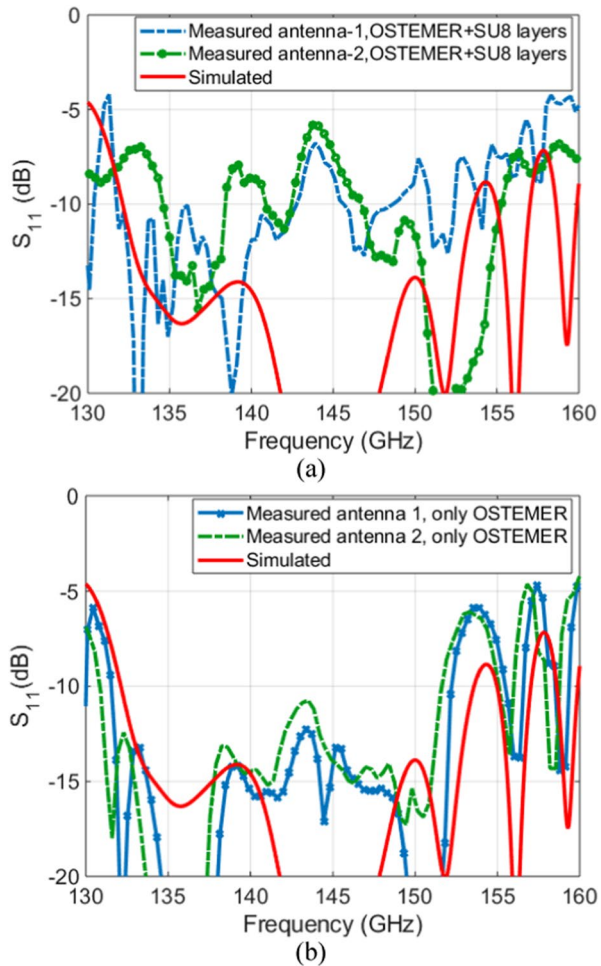 0
Measured antenna-1,OSTEMER+SU8 layers
Measured antenna-2,OSTEMER+SU8 layers
Simulated
-5
-10
-15
-20
S11 (dB)
130 135 140 145 150 155 160
Frequency (GHz)
(a)
0
Measured antenna 1, only OSTEMER
Measured antenna 2, only OSTEMER
Simulated
-5
-10
-15
-20
S11(dB)
130 135 140 145 150 155 160
Frequency (GHz)
(b)